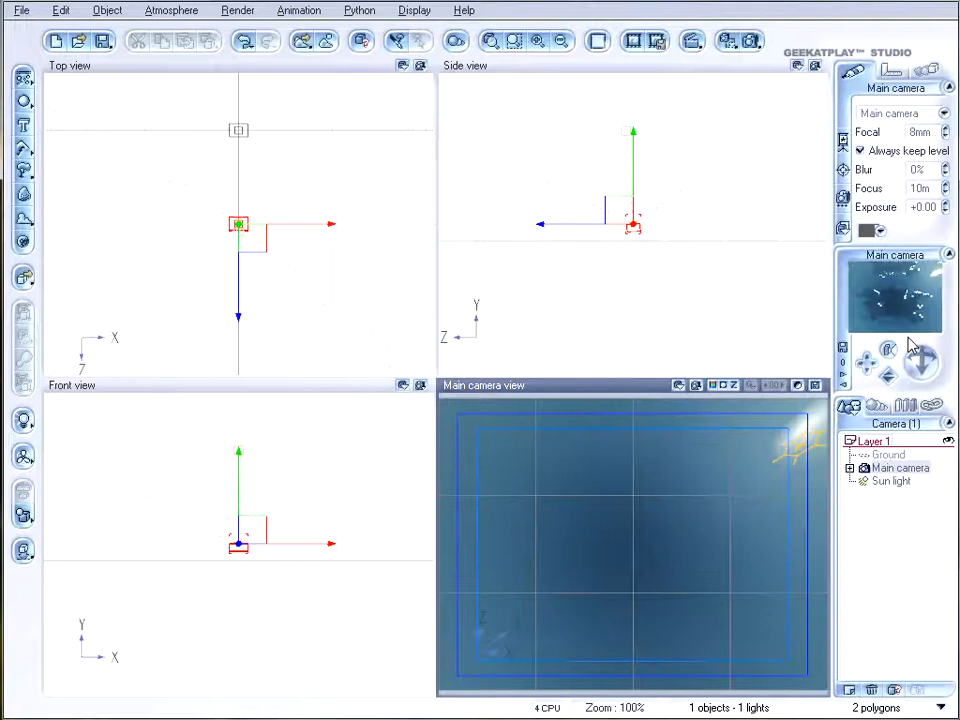 File Edit Object Atmosphere Render Animation Python Display Help
GEEKATPLAY™ STUDIO
Top view
Side view
Main camera
Main camera
Focal 8mm
Always keep level
Blur 0%
Focus 10m
Exposure +0.00
Main camera
X
Z
Y
Z
Front view
Main camera view
Camera (1)
Layer 1
Ground
Main camera
Sun light
Y
X
Z
4 CPU Zoom : 100% 1 objects - 1 lights 2 polygons